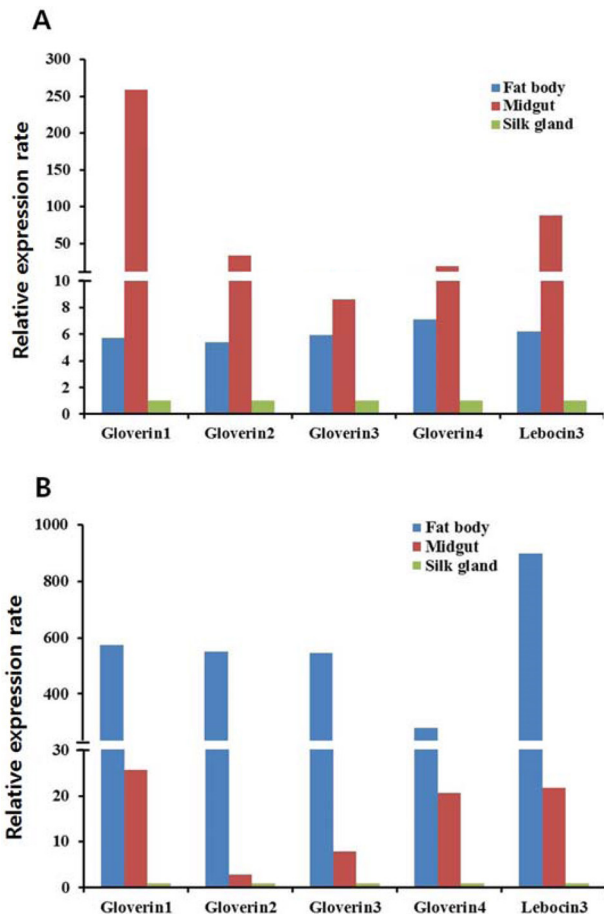 A
Relative expression rate
300
250
200
150
100
50
10
8
6
4
2
0
Fat body
Midgut
Silk gland
Gloverin1 Gloverin2 Gloverin3 Gloverin4 Lebocin3
B
Relative expression rate
1000
800
600
400
30
20
10
0
Fat body
Midgut
Silk gland
Gloverin1 Gloverin2 Gloverin3 Gloverin4 Lebocin3